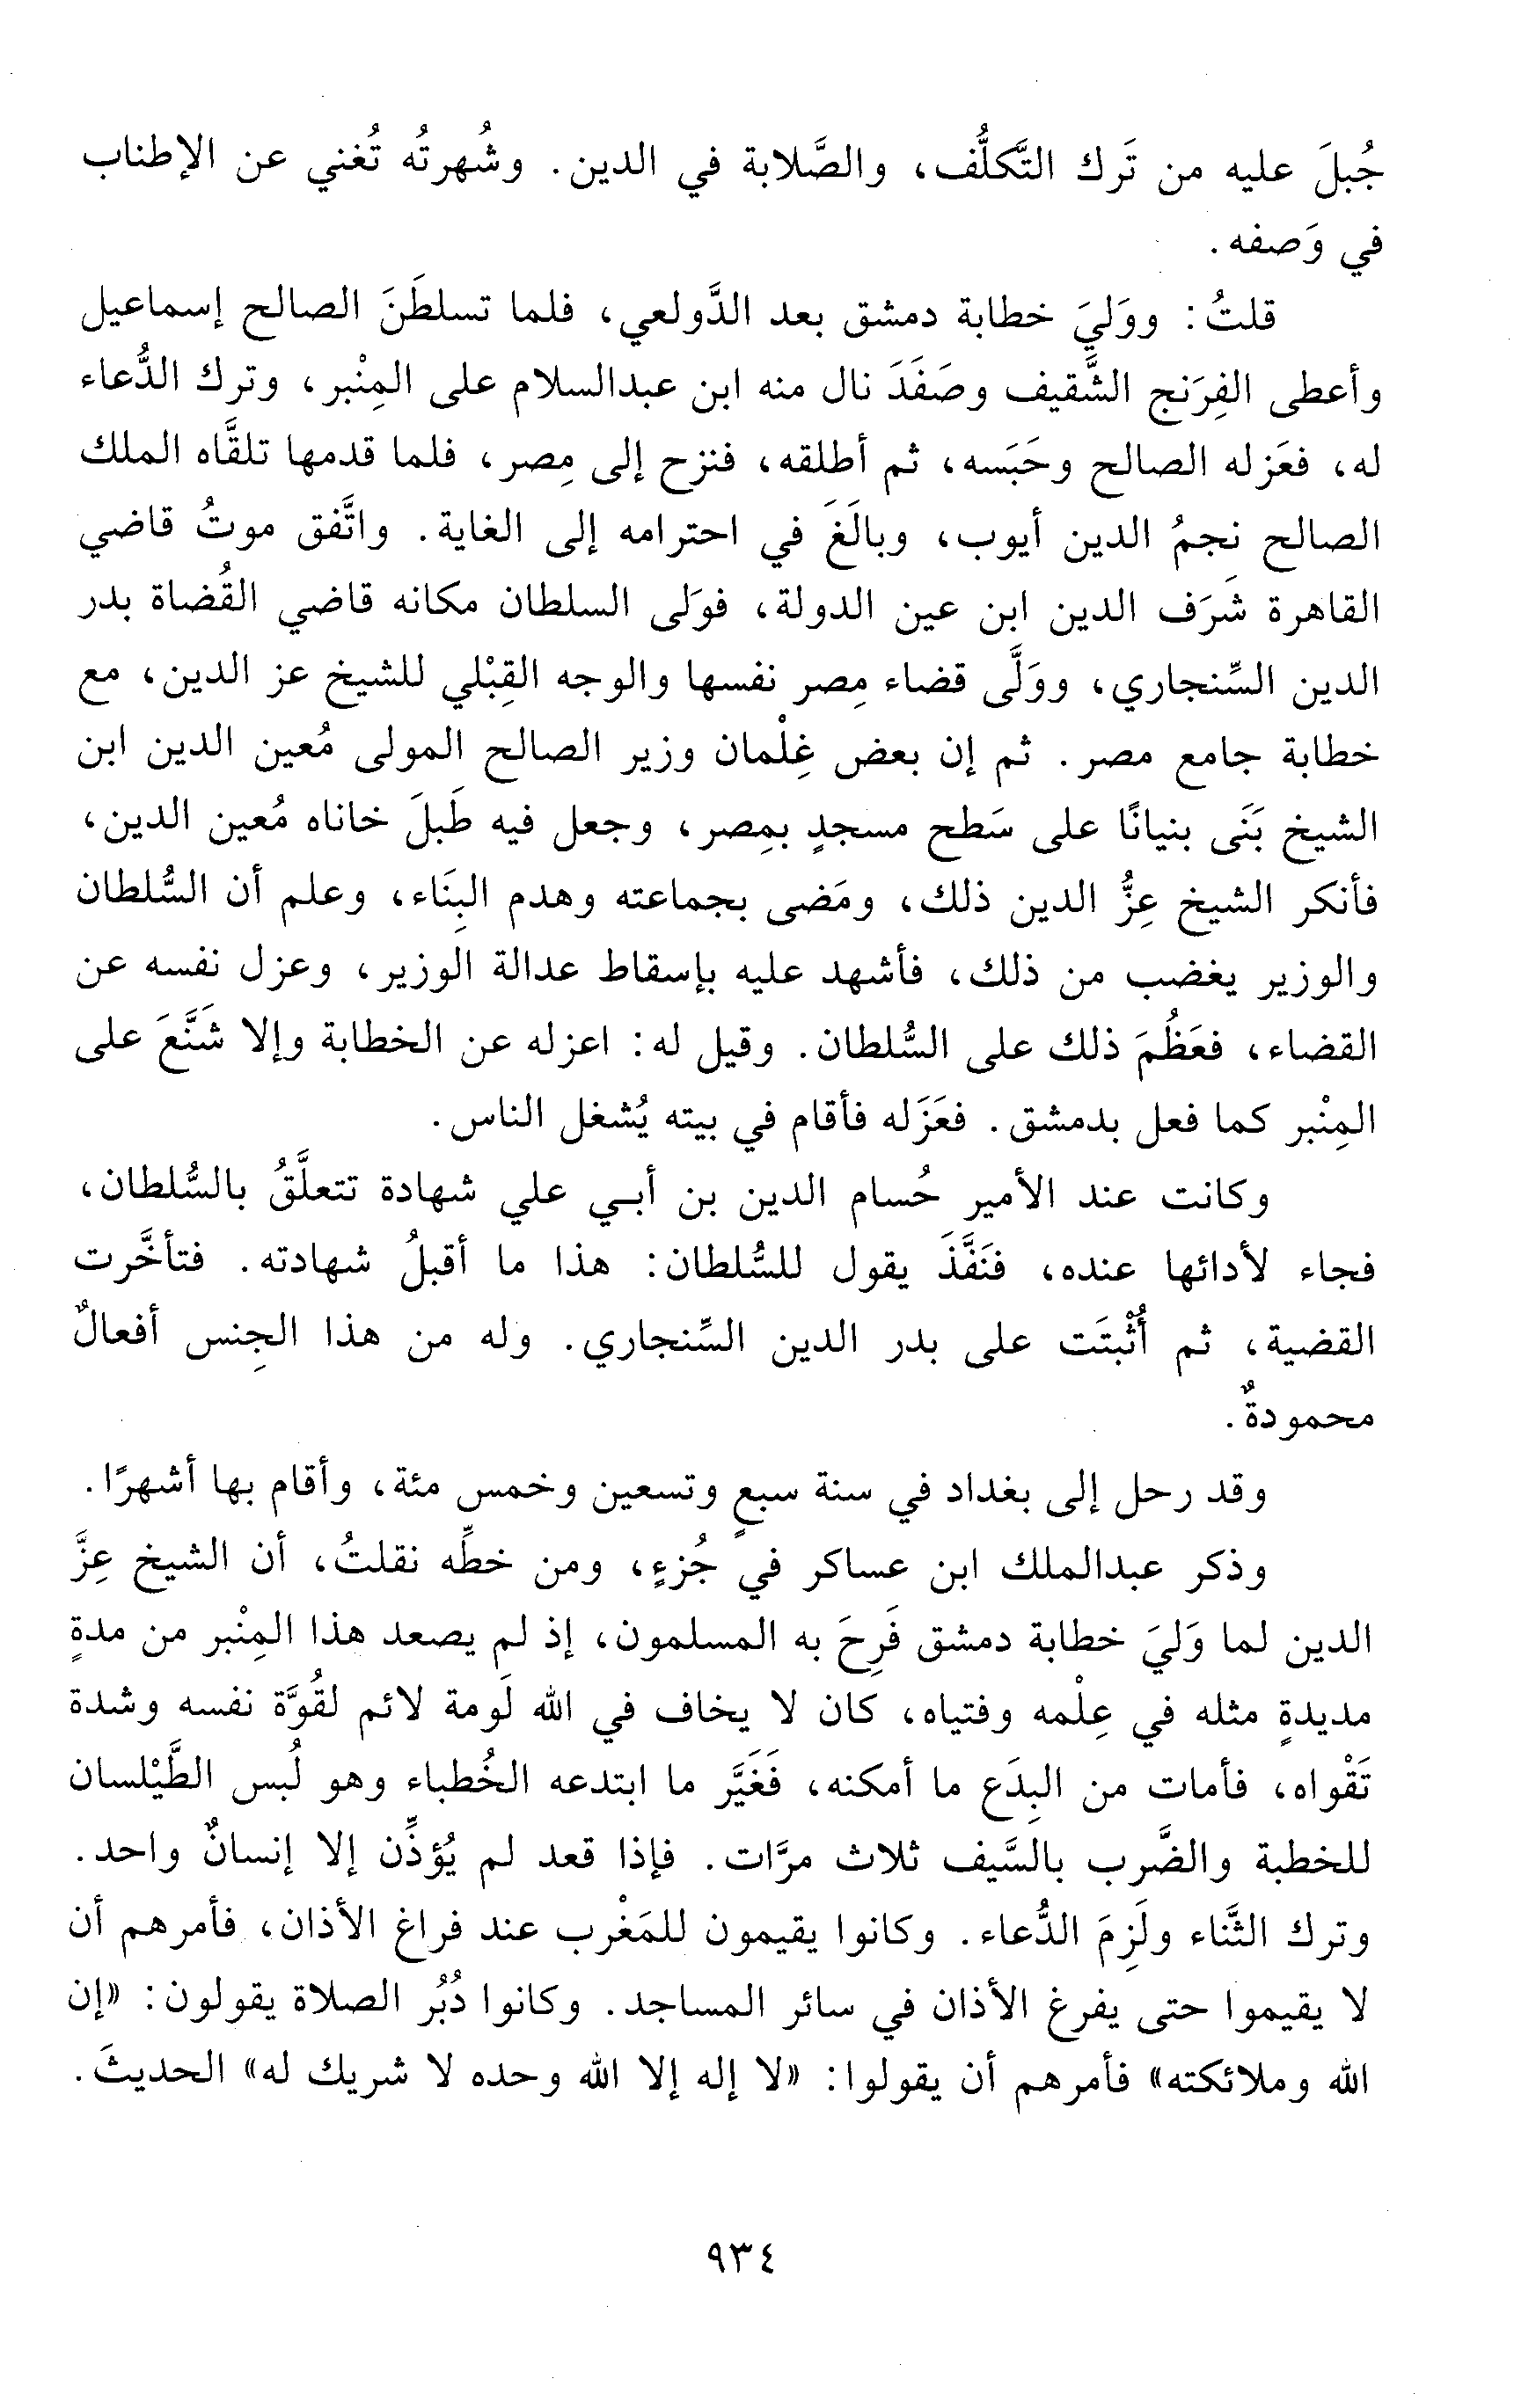 جُبلَ عليه من تَرك التَّكلُّف، والصَّلابة في الدين. وشُهرتُه تُغني عن الإطناب
في وَصفه.
قلتُ: ووَليَ خطابة دمشق بعد الدَّولعي، فلما تسلطَنَ الصالح إسماعيل
وأعطى الفِرَنج الشَّقيف وصَفَدَ نال منه ابن عبدالسلام على المِنْبر، وترك الدُّعاء
له، فعَزله الصالح وحَبَسه، ثم أطلقه، فنزح إلى مِصر، فلما قدمها تلقَّاه الملك
الصالح نجمُ الدين أيوب، وبالَغَ في احترامه إلى الغاية. واتَّفق موتُ قاضي
القاهرة شَرَف الدين ابن عين الدولة، فوَلى السلطان مكانه قاضي القُضاة بدر
الدين السِّنجاري، ووَلَّى قضاء مِصر نفسها والوجه القِبْلي للشيخ عز الدين، مع
خطابة جامع مصر. ثم إن بعض غِلْمان وزير الصالح المولى مُعين الدين ابن
الشيخ بَنَى بنيانًا على سَطح مسجدٍ بمِصر، وجعل فيه طَبلَ خاناه مُعين الدين،
فأنكر الشيخ عِزُّ الدين ذلك، ومَضى بجماعته وهدم البِنَاء، وعلم أن السُّلطان
والوزير يغضب من ذلك، فأشهد عليه بإسقاط عدالة الوزير، وعزل نفسه عن
القضاء، فعَظُمَ ذلك على السُّلطان. وقيل له: اعزله عن الخطابة وإلا شَنَّعَ على
المِنْبر كما فعل بدمشق. فعَزَله فأقام في بيته يُشغل الناس.
وكانت عند الأمير حُسام الدين بن أبي علي شهادة تتعلَّقُ بالسُّلطان،
فجاء لأدائها عنده، فنَفَّذَ يقول للسُّلطان: هذا ما أقبلُ شهادته. فتأخَّرت
القضية، ثم أُثْبتَت على بدر الدين السِّنجاري. وله من هذا الجِنس أفعالٌ
محمودةٌ.
وقد رحل إلى بغداد في سنة سبعٍ وتسعين وخمس مئة، وأقام بها أشهرًا.
وذكر عبدالملك ابن عساكر في جُزءٍ، ومن خطِّه نقلتُ، أن الشيخ عِزَّ
الدين لما وَليَ خطابة دمشق فَرِحَ به المسلمون، إذ لم يصعد هذا المِنْبر من مدةٍ
مديدةٍ مثله في عِلْمه وفتياه، كان لا يخاف في الله لَومة لائم لقُوَّة نفسه وشدة
تَقْواه، فأمات من البِدَع ما أمكنه، فَغَيَّر ما ابتدعه الخُطباء وهو لُبس الطَّيْلسان
للخطبة والضَّرب بالسَّيف ثلاث مرَّات. فإذا قعد لم يُؤذِّن إلا إنسانٌ واحد.
وترك الثَّناء ولَزِمَ الدُّعاء. وكانوا يقيمون للمَغْرب عند فراغ الأذان، فأمرهم أن
لا يقيموا حتى يفرغ الأذان في سائر المساجد. وكانوا دُبُر الصلاة يقولون: «إن
الله وملائكته» فأمرهم أن يقولوا: «لا إله إلا الله وحده لا شريك له» الحديثَ.
٩٣٤